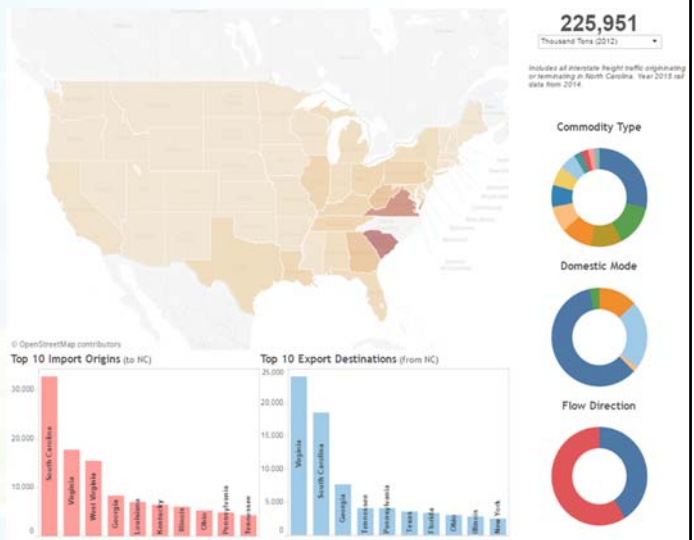 225,951
Thousand Tons (2012)
Includes all interstate freight traffic originating
or terminating in North Carolina. Year 2015 rail
data from 2014.
Commodity Type
Domestic Mode
Flow Direction
© OpenStreetMap contributors
Top 10 Import Origins (to NC)
30,000
20,000
10,000
0
South Carolina
Virginia
West Virginia
Georgia
Louisiana
Kentucky
Illinois
Ohio
Pennsylvania
Tennessee
Top 10 Export Destinations (from NC)
25,000
20,000
15,000
10,000
5,000
0
Virginia
South Carolina
Georgia
Tennessee
Pennsylvania
Texas
Florida
Ohio
Illinois
New York